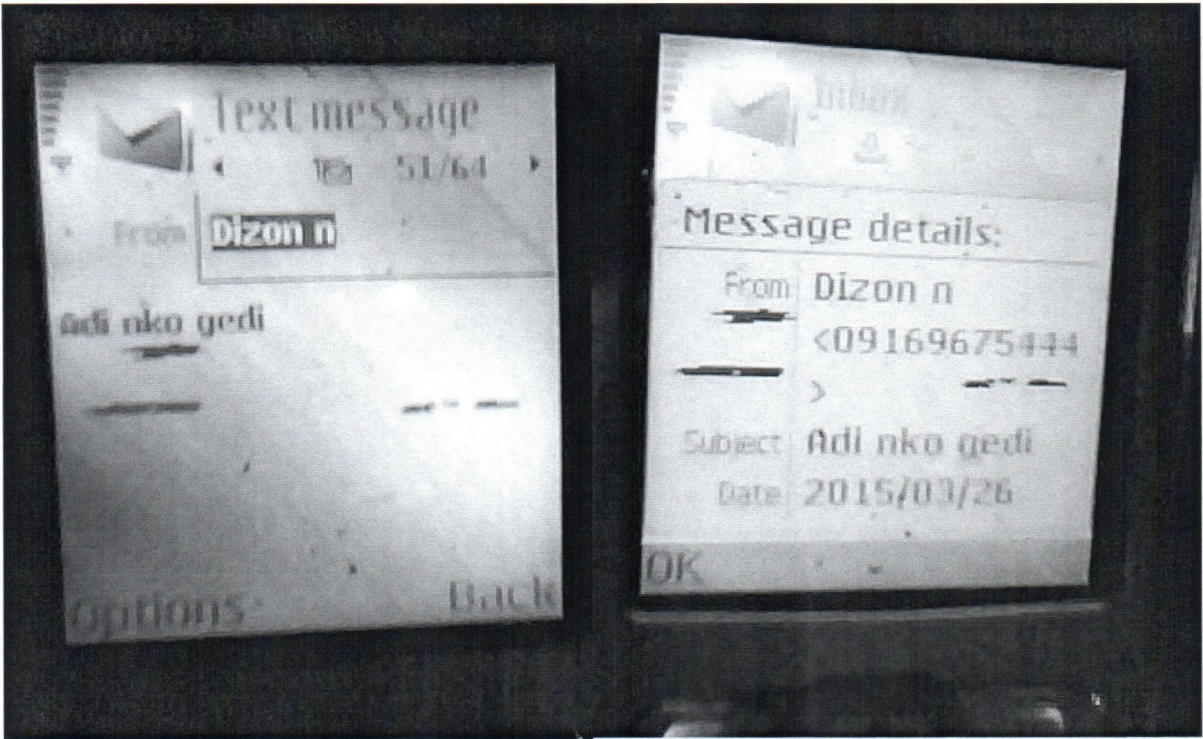 Text message
51/64
From Dizon n
Adi nko gedi
Options Back
Inbox
Message details:
From Dizon n
<09169675444
>
Subject Adi nko gedi
Date 2015/03/26
OK